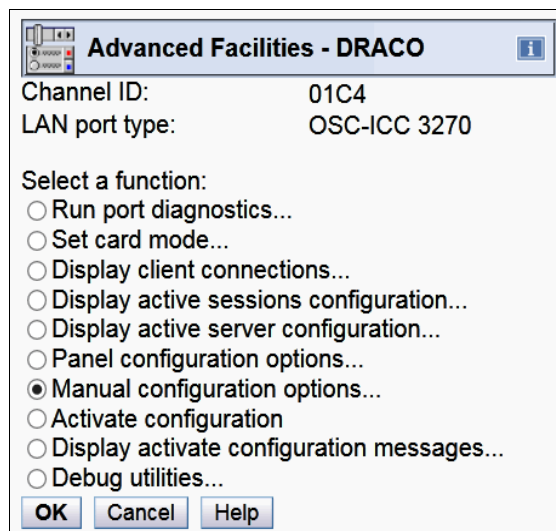 Advanced Facilities - DRACO
Channel ID: 01C4
LAN port type: OSC-ICC 3270
Select a function:
Run port diagnostics...
Set card mode...
Display client connections...
Display active sessions configuration...
Display active server configuration...
Panel configuration options...
Manual configuration options...
Activate configuration
Display activate configuration messages...
Debug utilities...
OK Cancel Help